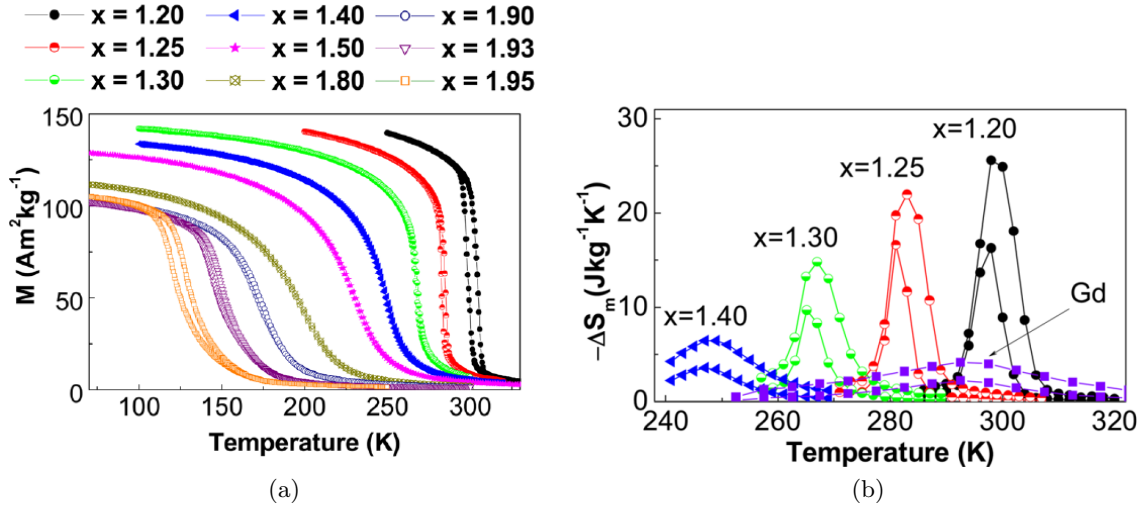 x = 1.20 x = 1.40 x = 1.90
x = 1.25 x = 1.50 x = 1.93
x = 1.30 x = 1.80 x = 1.95
150
100
50
0
M (Am²kg⁻¹)
100 150 200 250 300
Temperature (K)
(a)
30
20
10
0
−ΔSₘ(Jkg⁻¹K⁻¹)
x=1.20
x=1.25
x=1.30
x=1.40
Gd
240 260 280 300 320
Temperature (K)
(b)